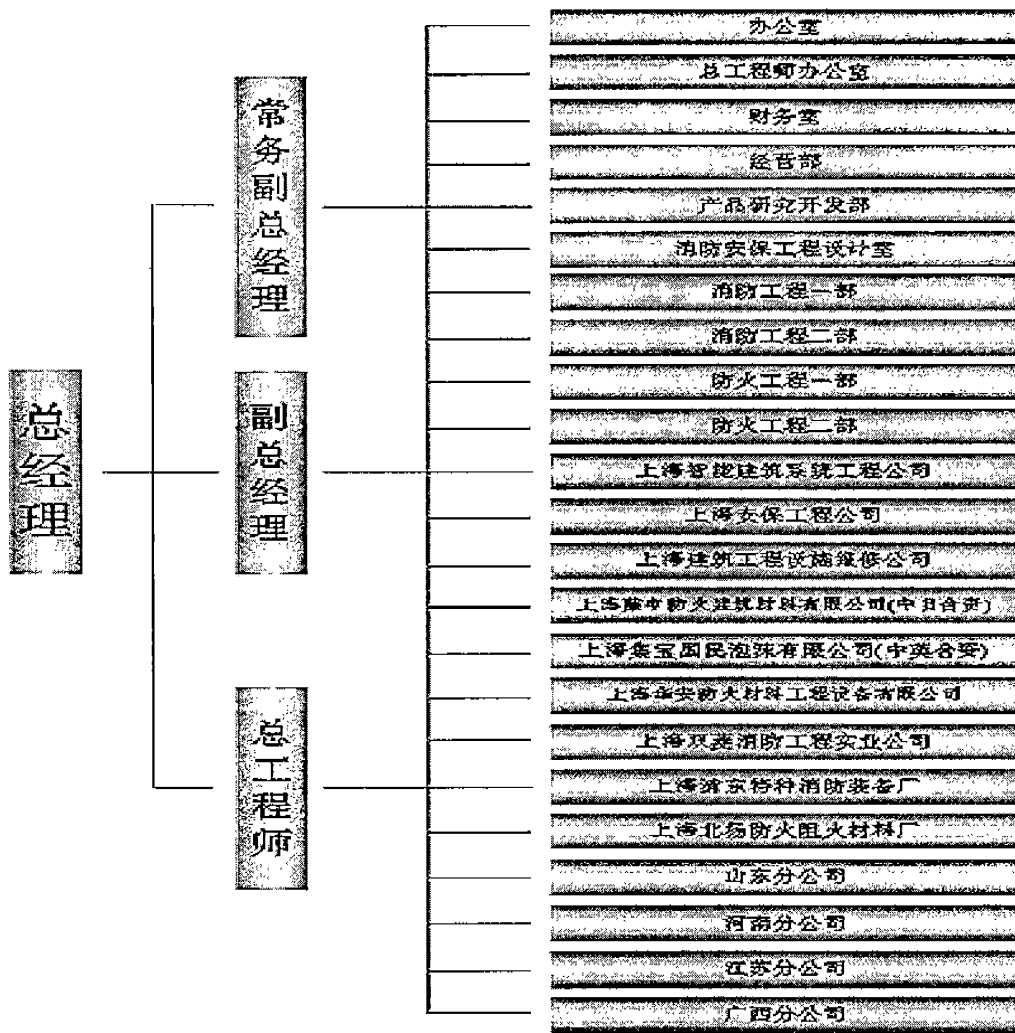 总经理
常务副总经理
副总经理
总工程师
办公室
总工程师办公室
财务室
经营部
产品研究开发部
消防安保工程设计室
消防工程一部
消防工程二部
防火工程一部
防火工程二部
上海智能建筑系统工程公司
上海安保工程公司
上海建筑工程设施维修公司
上海防火建筑材料有限公司(中日合资)
上海集宝国民泡沫有限公司(中英合资)
上海华安防火材料工程设备有限公司
上海双菱消防工程实业公司
上海浦东特种消防装备厂
上海北杨防火阻火材料厂
山东分公司
河南分公司
江苏分公司
广西分公司